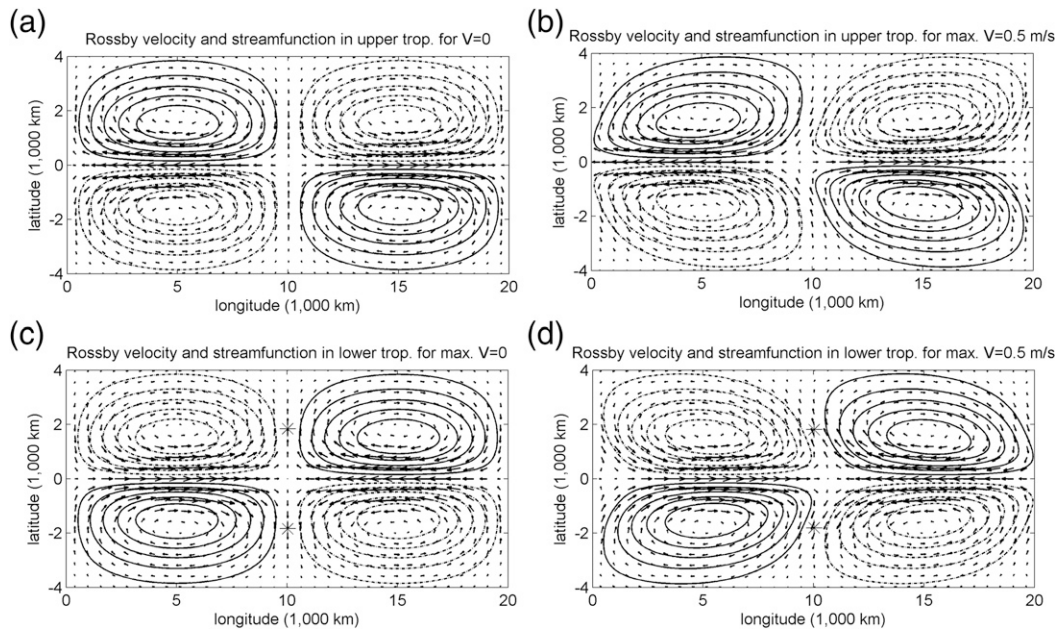 (a)
Rossby velocity and streamfunction in upper trop. for V=0
4
2
0
-2
-4
latitude (1,000 km)
0 5 10 15 20
longitude (1,000 km)
(b)
Rossby velocity and streamfunction in upper trop. for max. V=0.5 m/s
4
2
0
-2
-4
latitude (1,000 km)
0 5 10 15 20
longitude (1,000 km)
(c)
Rossby velocity and streamfunction in lower trop. for max. V=0
4
2
0
-2
-4
latitude (1,000 km)
0 5 10 15 20
longitude (1,000 km)
(d)
Rossby velocity and streamfunction in lower trop. for max. V=0.5 m/s
4
2
0
-2
-4
latitude (1,000 km)
0 5 10 15 20
longitude (1,000 km)